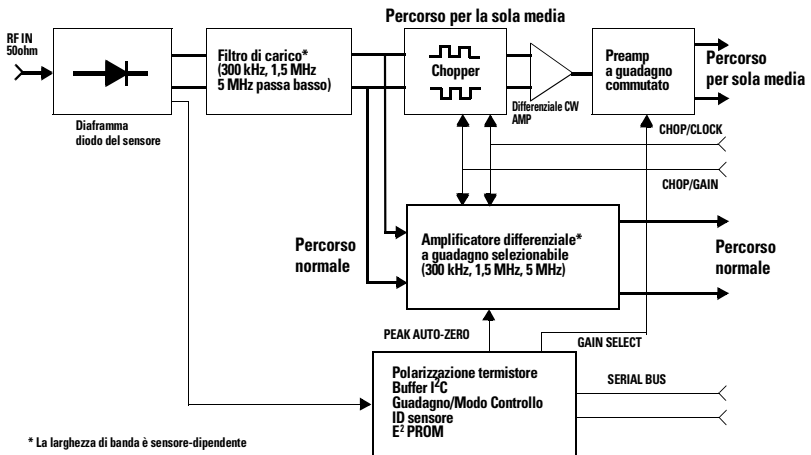 Percorso per la sola media
RF IN
50ohm
Filtro di carico*
(300 kHz, 1,5 MHz
5 MHz passa basso)
Chopper
Preamp
a guadagno
commutato
Percorso
per sola media
Diaframma
diodo del sensore
Differenziale CW
AMP
CHOP/CLOCK
CHOP/GAIN
Percorso
normale
Amplificatore differenziale*
a guadagno selezionabile
(300 kHz, 1,5 MHz, 5 MHz)
Percorso
normale
PEAK AUTO-ZERO
GAIN SELECT
Polarizzazione termistore
Buffer I²C
Guadagno/Modo Controllo
ID sensore
E² PROM
SERIAL BUS
* La larghezza di banda è sensore-dipendente